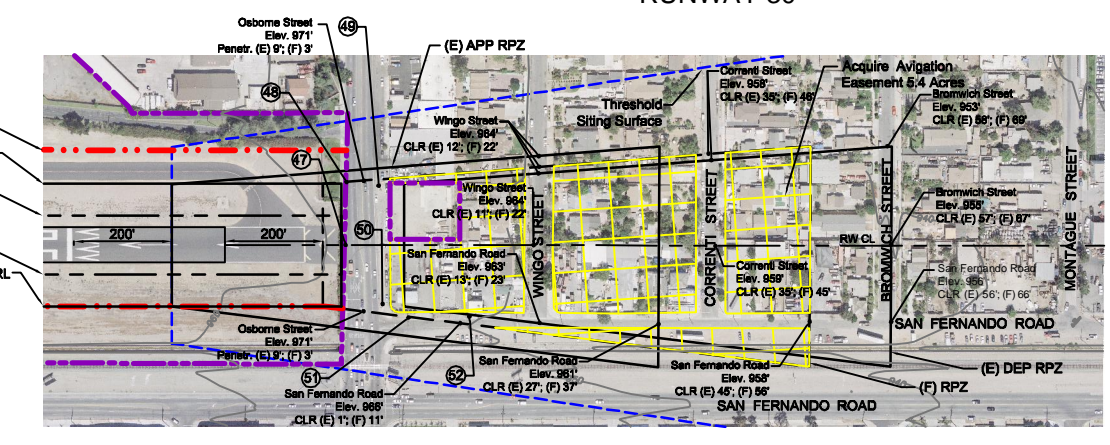 RUNWAY 30
Osborne Street
Elev. 971'
Penetr. (E) 9'; (F) 3'
49
(E) APP RPZ
48
47
Threshold
Siting Surface
Correnti Street
Elev. 958'
CLR (E) 35'; (F) 46'
Acquire Avigation
Easement 5.4 Acres
Bromwich Street
Elev. 953'
CLR (E) 58'; (F) 69'
Wingo Street
Elev. 964'
CLR (E) 12'; (F) 22'
Wingo Street
Elev. 964'
CLR (E) 11'; (F) 22'
50
200'
200'
San Fernando Road
Elev. 963'
CLR (E) 13'; (F) 23'
WINGO STREET
CORRENTI STREET
RW CL
BROMWICH STREET
MONTAGUE STREET
Bromwich Street
Elev. 955'
CLR (E) 57'; (F) 67'
Correnti Street
Elev. 959'
CLR (E) 35'; (F) 45'
San Fernando Road
Elev. 956'
CLR (E) 56'; (F) 66'
RL
SAN FERNANDO ROAD
Osborne Street
Elev. 971'
Penetr. (E) 9'; (F) 3'
51
52
San Fernando Road
Elev. 966'
CLR (E) 1'; (F) 11'
San Fernando Road
Elev. 961'
CLR (E) 27'; (F) 37'
San Fernando Road
Elev. 958'
CLR (E) 45'; (F) 56'
(E) DEP RPZ
(F) RPZ
SAN FERNANDO ROAD